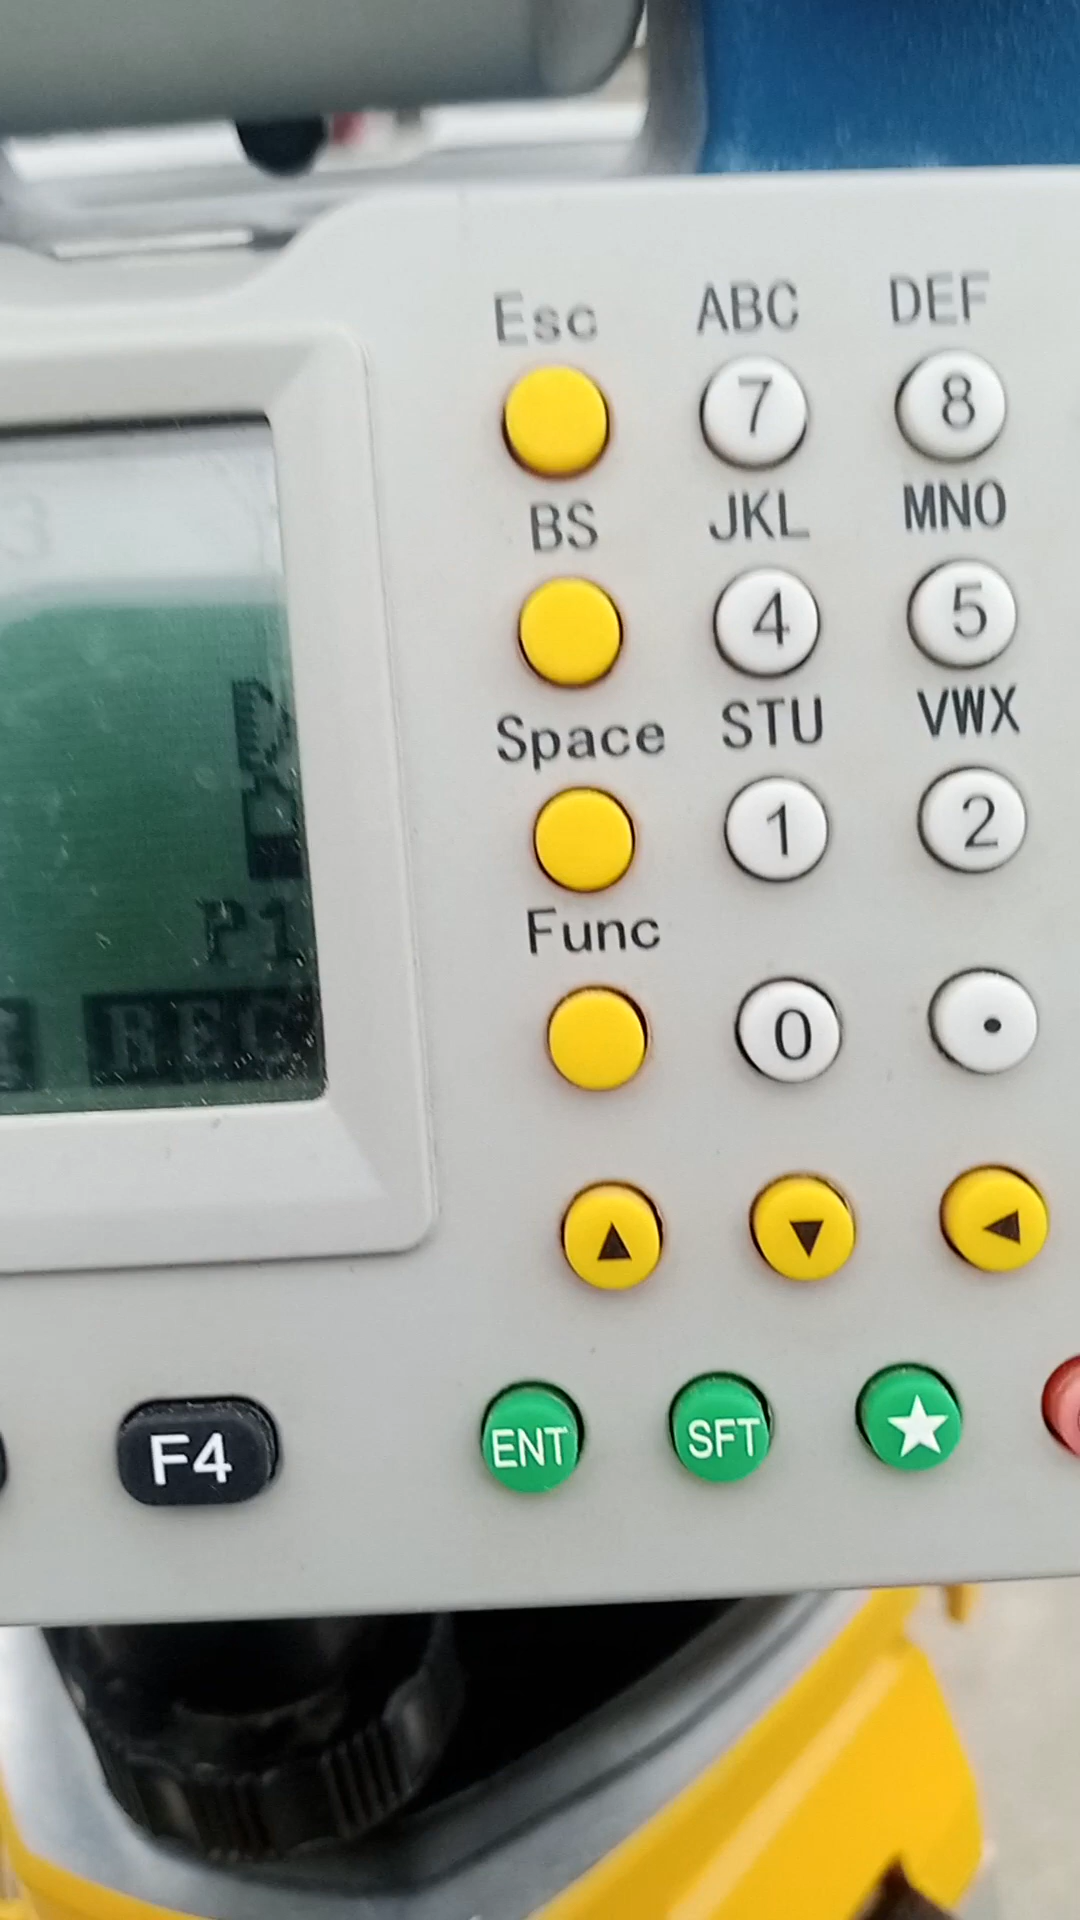 Esc ABC DEF
7 8
BS JKL MNO
3
4 5
Space STU VWX
1 2
P1
Func
REC
0 .
▲ ▼ ◀
F4 ENT SFT ★